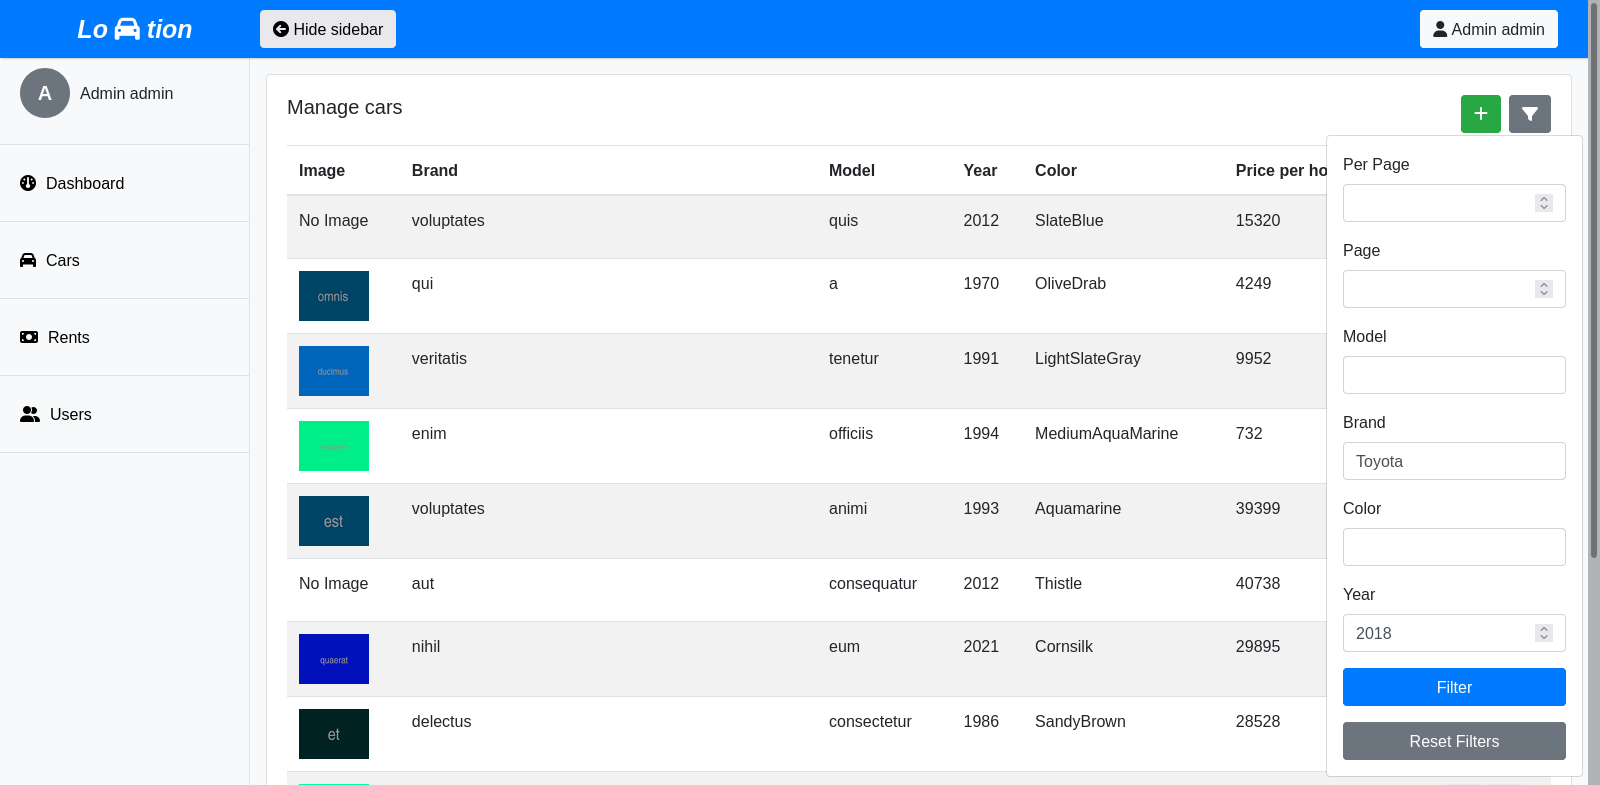 Lo tion
Hide sidebar
Admin admin
A
Admin admin
Dashboard
Cars
Rents
Users
Manage cars
Image Brand Model Year Color Price per ho
No Image voluptates quis 2012 SlateBlue 15320
omnis qui a 1970 OliveDrab 4249
ducimus veritatis tenetur 1991 LightSlateGray 9952
enim officiis 1994 MediumAquaMarine 732
est voluptates animi 1993 Aquamarine 39399
No Image aut consequatur 2012 Thistle 40738
quaerat nihil eum 2021 Cornsilk 29895
et delectus consectetur 1986 SandyBrown 28528
Per Page
Page
Model
Brand
Toyota
Color
Year
2018
Filter
Reset Filters